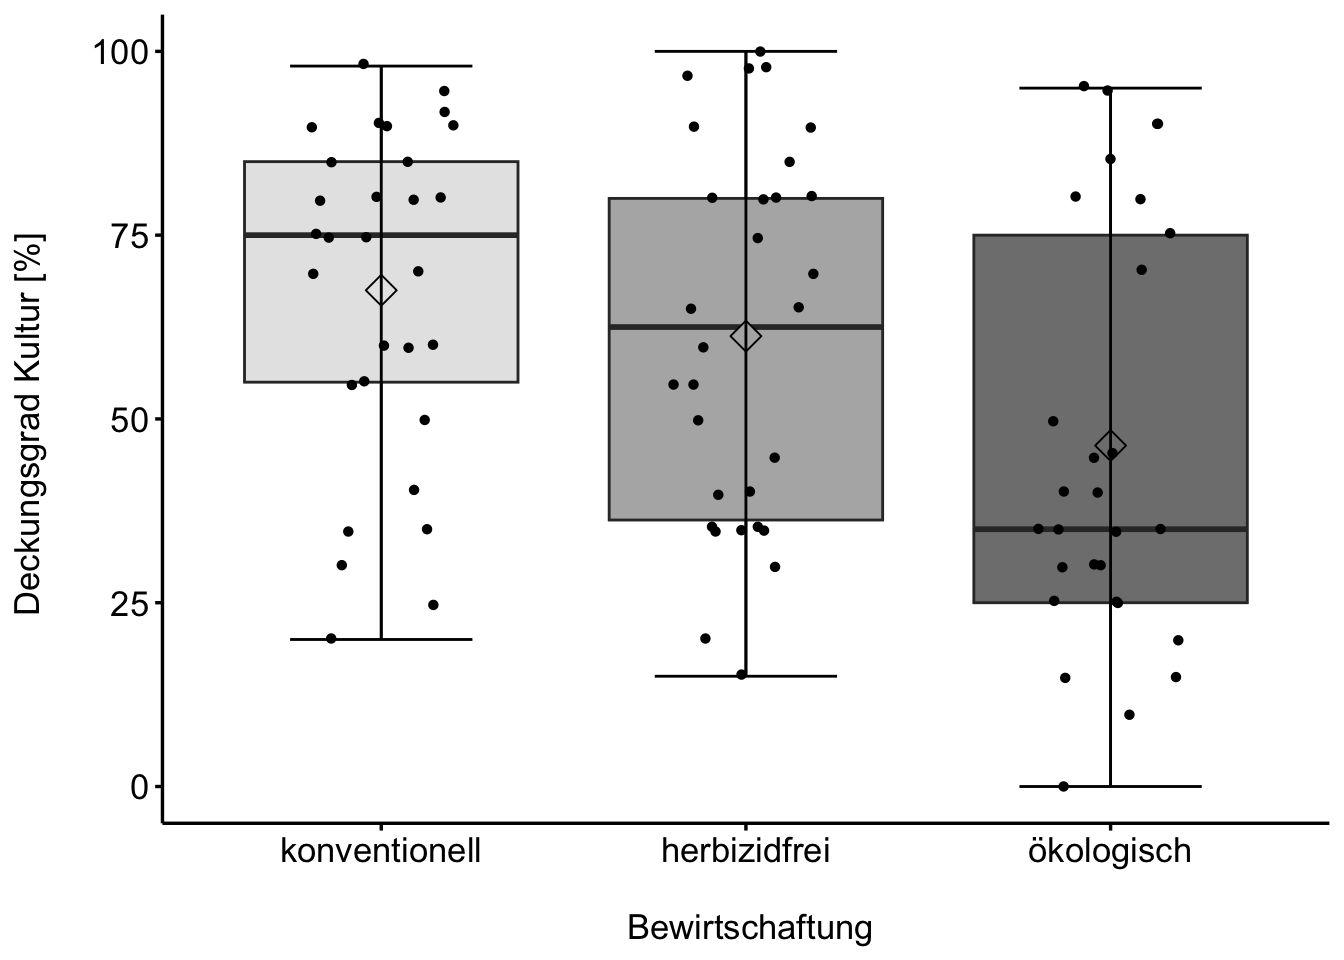 Deckungsgrad Kultur [%]
100
75
50
25
0
konventionell
herbizidfrei
ökologisch
Bewirtschaftung